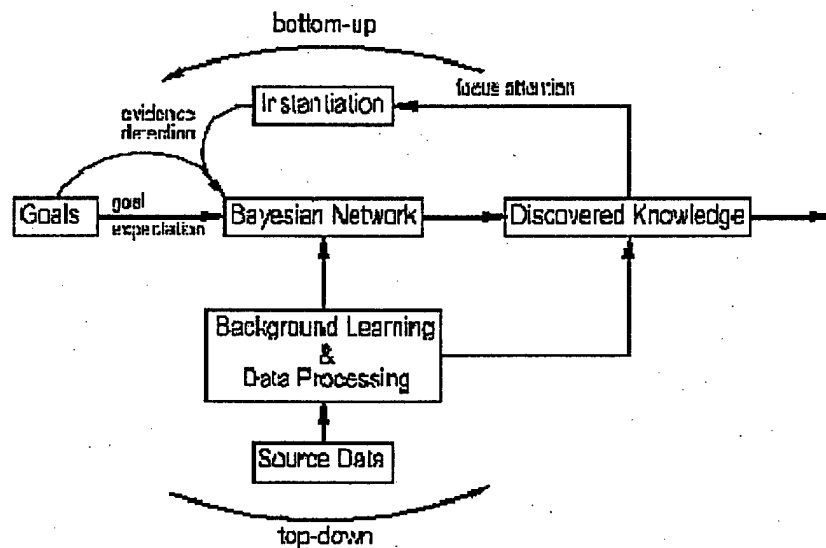 bottom-up
Instantiation
focus attention
evidence
direction
Goals
goal
expectation
Bayesian Network
Discovered Knowledge
Background Learning
&
Data Processing
Source Data
top-down